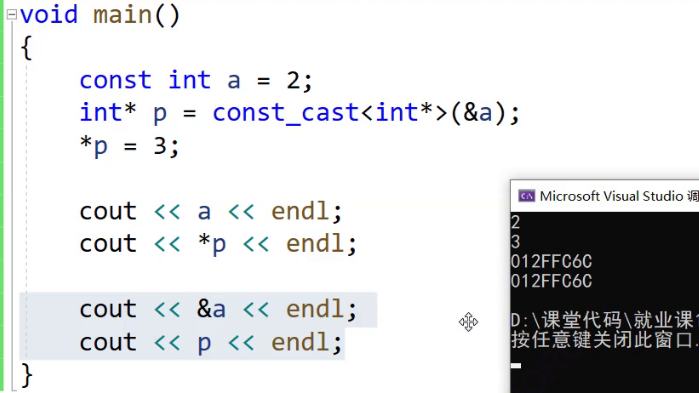 void main()
{
const int a = 2;
int* p = const_cast<int*>(&a);
*p = 3;
cout << a << endl;
cout << *p << endl;
cout << &a << endl;
cout << p << endl;
}
Microsoft Visual Studio 调
2
3
012FFC6C
012FFC6C
D:\课堂代码\就业课
按任意键关闭此窗口.